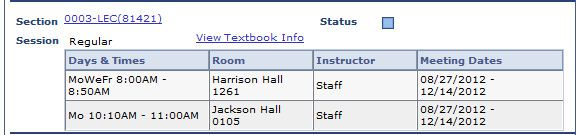 Section 0003-LEC(81421) Status
Session Regular View Textbook Info
Days & Times Room Instructor Meeting Dates
MoWeFr 8:00AM - Harrison Hall Staff 08/27/2012 -
8:50AM 1261 12/14/2012
Mo 10:10AM - 11:00AM Jackson Hall Staff 08/27/2012 -
0105 12/14/2012